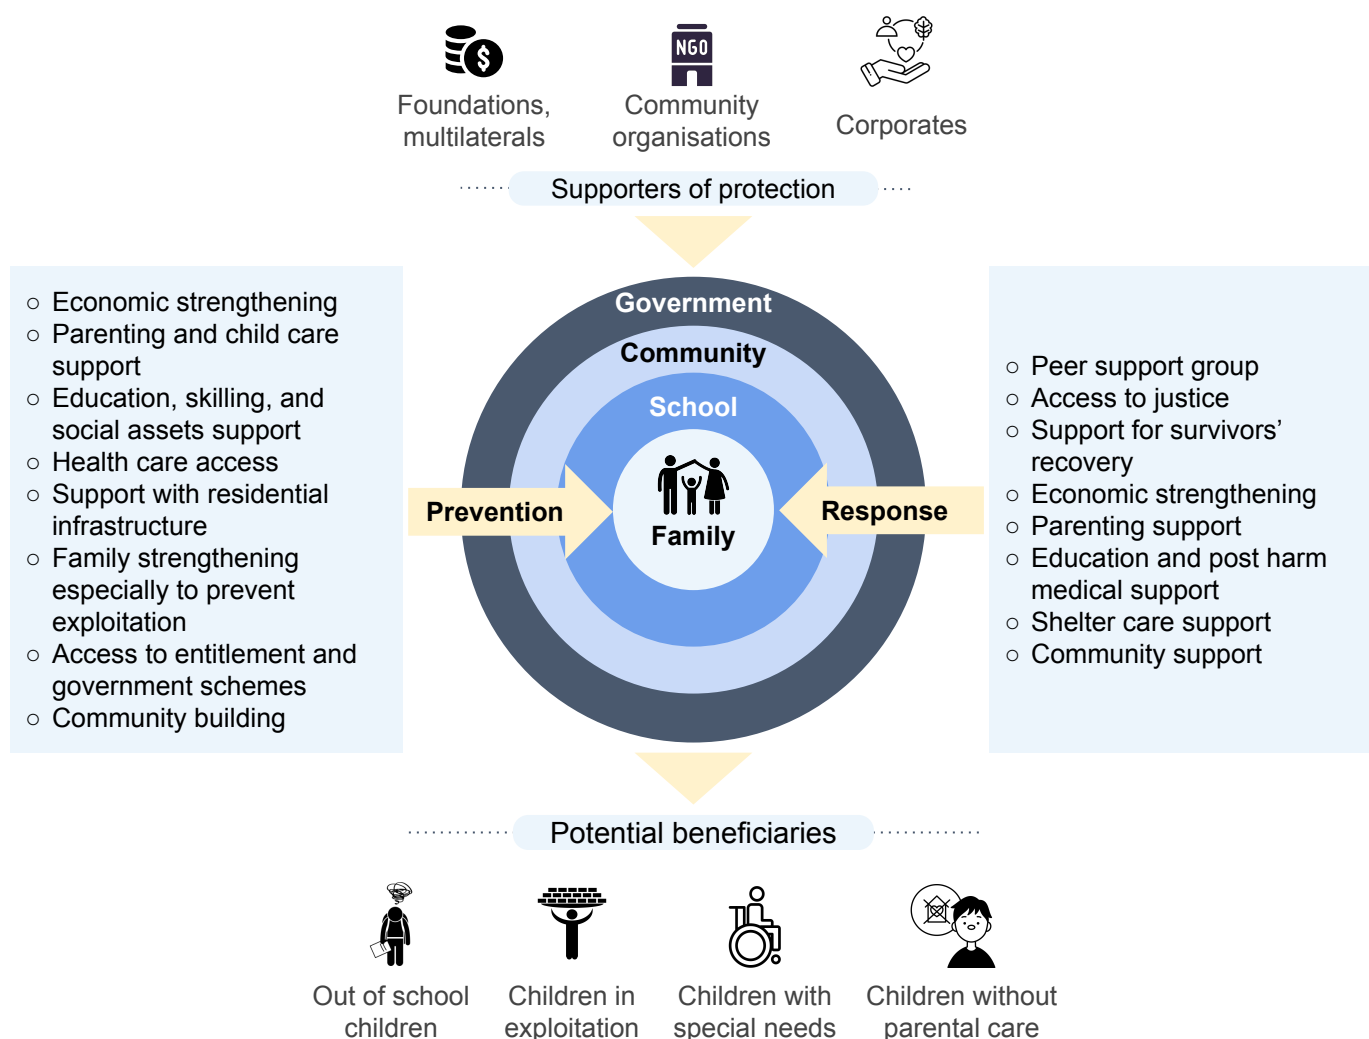 NGO
Foundations,
multilaterals
Community
organisations
Corporates
Supporters of protection
○ Economic strengthening
○ Parenting and child care
support
○ Education, skilling, and
social assets support
○ Health care access
○ Support with residential
infrastructure
○ Family strengthening
especially to prevent
exploitation
○ Access to entitlement and
government schemes
○ Community building
Government
Community
School
Prevention
Family
Response
○ Peer support group
○ Access to justice
○ Support for survivors’
recovery
○ Economic strengthening
○ Parenting support
○ Education and post harm
medical support
○ Shelter care support
○ Community support
Potential beneficiaries
Out of school
children
Children in
exploitation
Children with
special needs
Children without
parental care